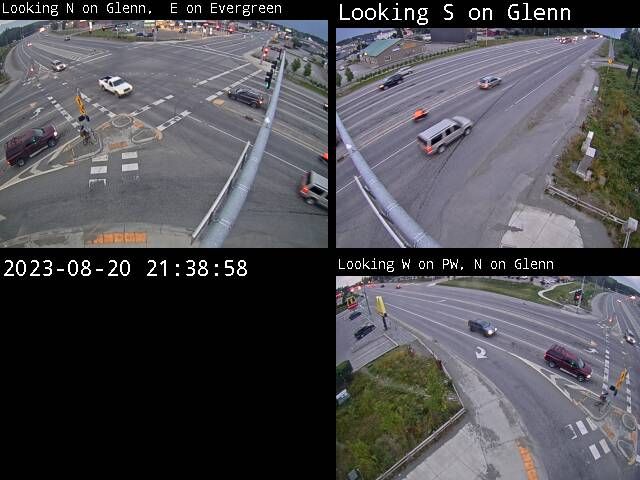 Looking N on Glenn, E on Evergreen
Looking S on Glenn
2023-08-20 21:38:58
Looking W on PW, N on Glenn